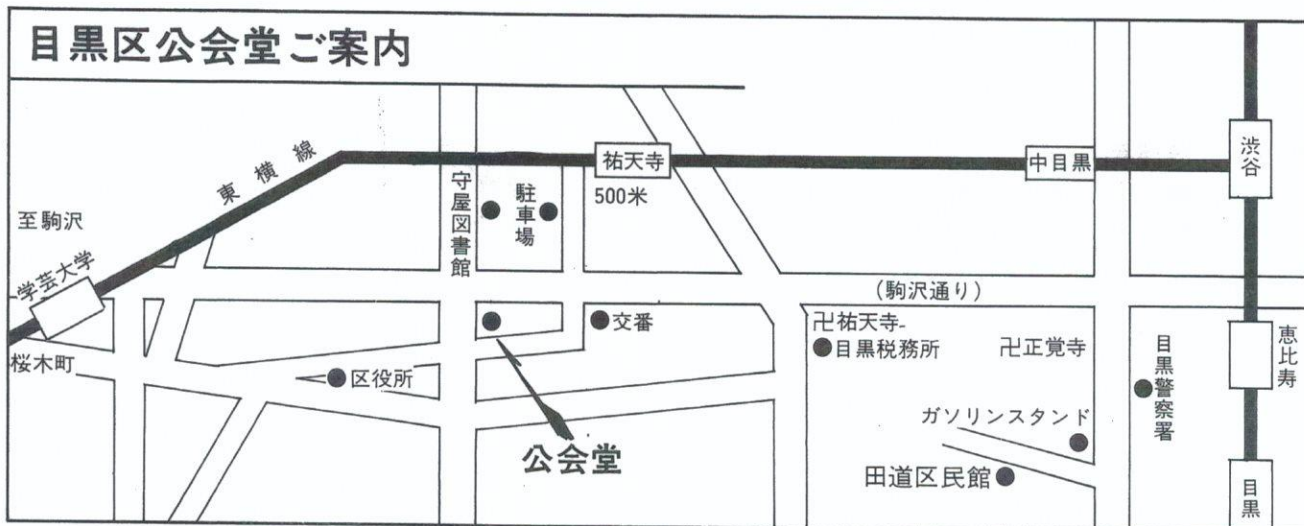 目黒区公会堂ご案内
東横線
祐天寺
500米
中目黒
渋谷
至駒沢
学芸大学
桜木町
守屋図書館
駐車場
(駒沢通り)
交番
卍祐天寺
目黒税務所
卍正覚寺
目黒警察署
恵比寿
区役所
公会堂
ガソリンスタンド
田道区民館
目黒